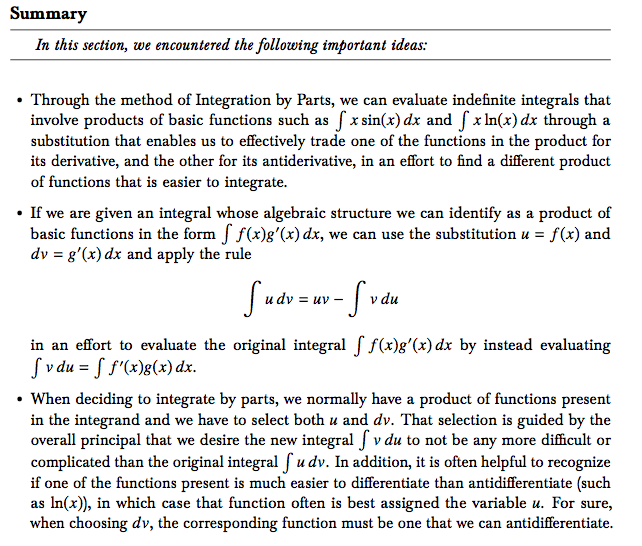 Summary
In this section, we encountered the following important ideas:
• Through the method of Integration by Parts, we can evaluate indefinite integrals that
involve products of basic functions such as ∫ x sin(x) dx and ∫ x ln(x) dx through a
substitution that enables us to effectively trade one of the functions in the product for
its derivative, and the other for its antiderivative, in an effort to find a different product
of functions that is easier to integrate.
• If we are given an integral whose algebraic structure we can identify as a product of
basic functions in the form ∫ f(x)g′(x) dx, we can use the substitution u = f(x) and
dv = g′(x) dx and apply the rule
∫ u dv = uv − ∫ v du
in an effort to evaluate the original integral ∫ f(x)g′(x) dx by instead evaluating
∫ v du = ∫ f′(x)g(x) dx.
• When deciding to integrate by parts, we normally have a product of functions present
in the integrand and we have to select both u and dv. That selection is guided by the
overall principal that we desire the new integral ∫ v du to not be any more difficult or
complicated than the original integral ∫ u dv. In addition, it is often helpful to recognize
if one of the functions present is much easier to differentiate than antidifferentiate (such
as ln(x)), in which case that function often is best assigned the variable u. For sure,
when choosing dv, the corresponding function must be one that we can antidifferentiate.